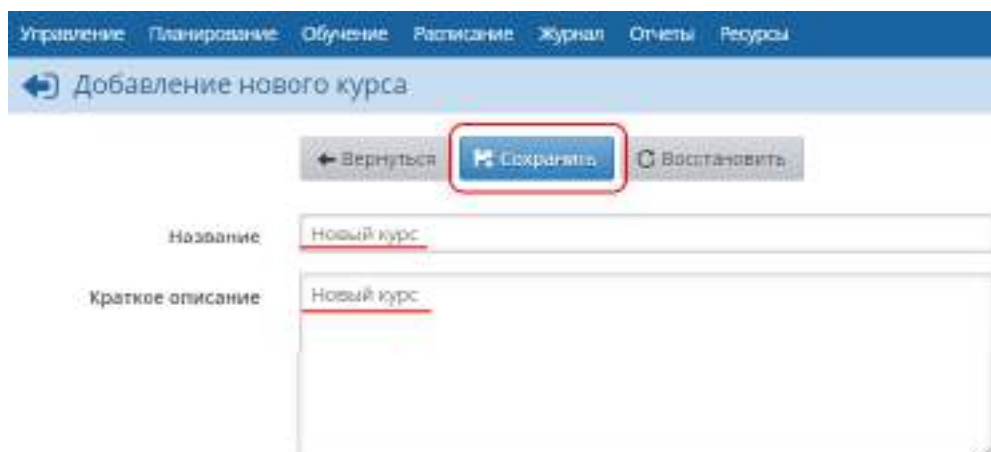 Управление Планирование Обучение Расписание Журнал Отчеты Ресурсы
Добавление нового курса
Вернуться Сохранить Восстановить
Название Новый курс
Краткое описание Новый курс